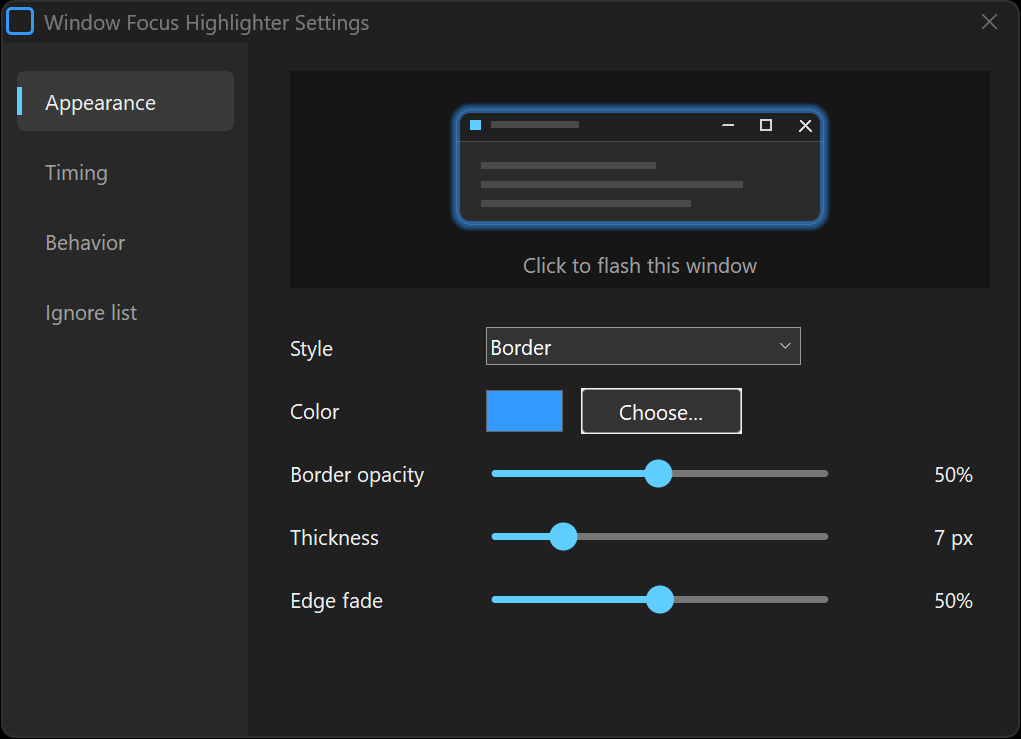 Window Focus Highlighter Settings
Appearance
Timing
Behavior
Ignore list
Click to flash this window
Style
Border
Color
Choose...
Border opacity
50%
Thickness
7 px
Edge fade
50%